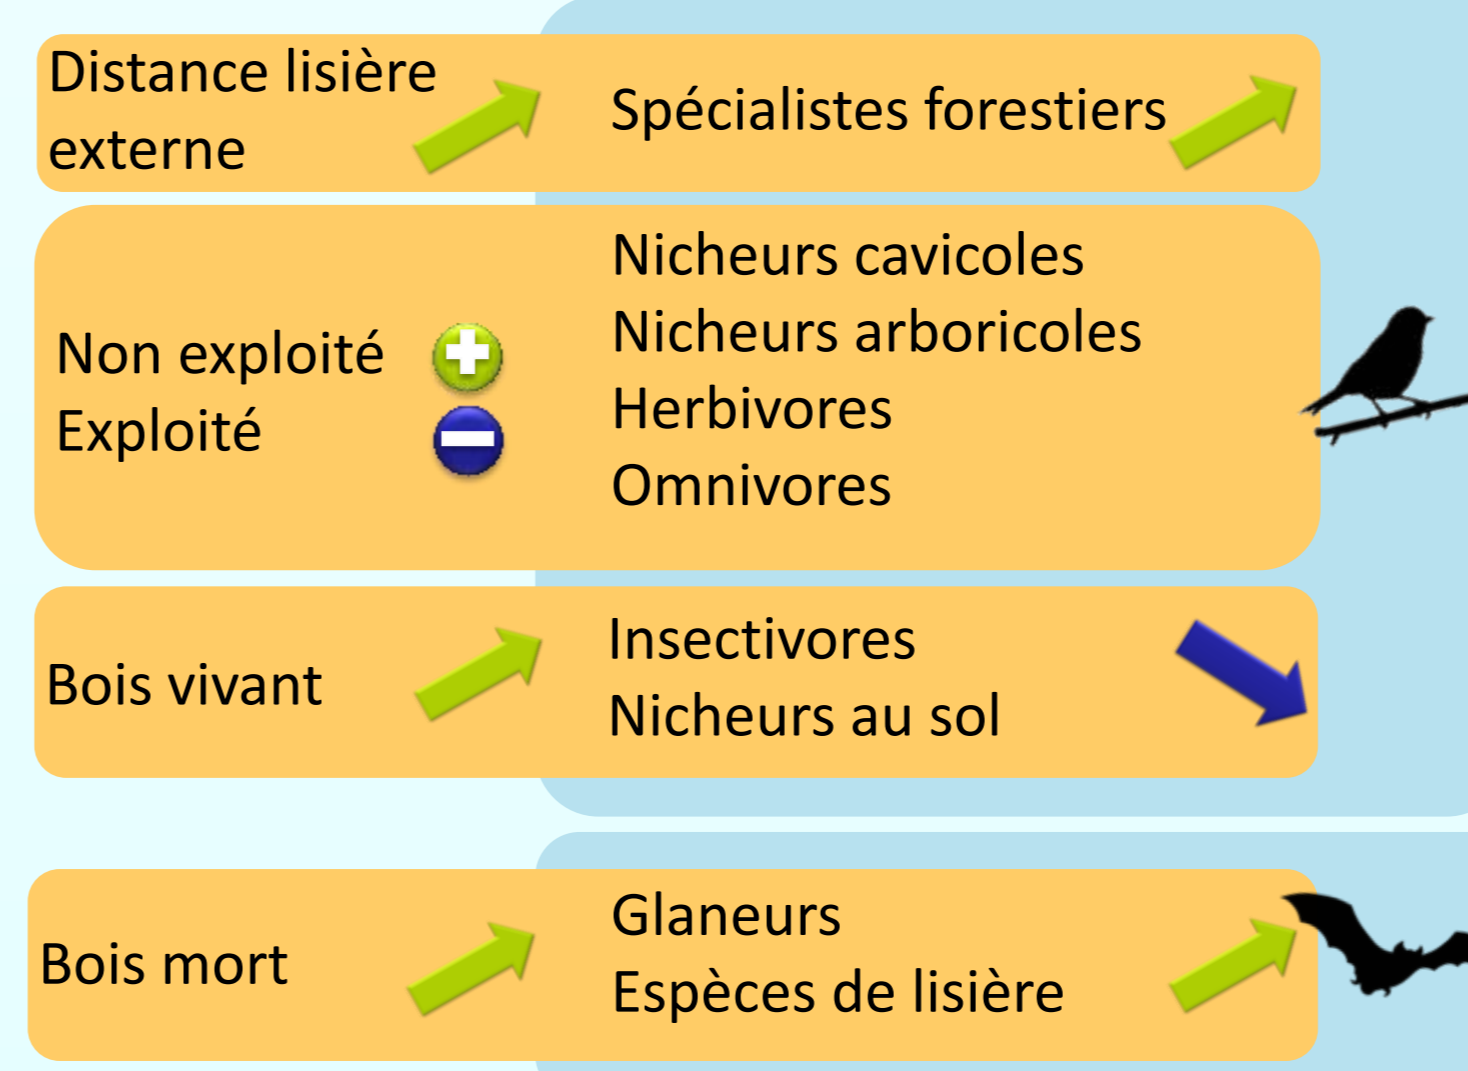 Distance lisière
externe
Spécialistes forestiers
Non exploité
Exploité
Nicheurs cavicoles
Nicheurs arboricoles
Herbivores
Omnivores
Bois vivant
Insectivores
Nicheurs au sol
Bois mort
Glaneurs
Espèces de lisière